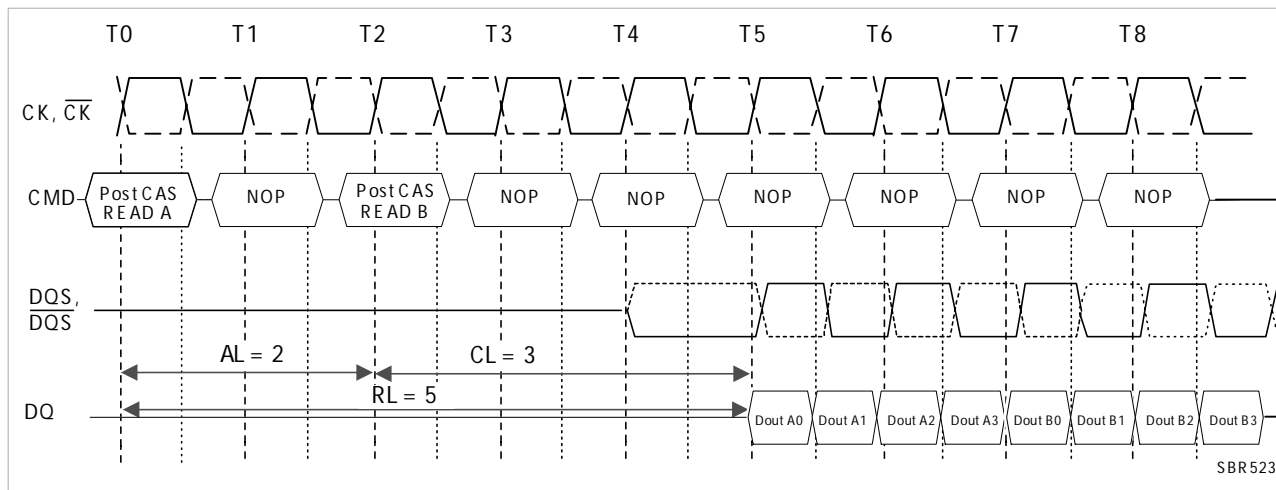 T0 T1 T2 T3 T4 T5 T6 T7 T8
CK, CK
CMD
Post CAS
READ A
NOP
Post CAS
READ B
NOP
NOP
NOP
NOP
NOP
NOP
DQS,
DQS
AL = 2
CL = 3
RL = 5
DQ
Dout A0 Dout A1 Dout A2 Dout A3 Dout B0 Dout B1 Dout B2 Dout B3
SBR523